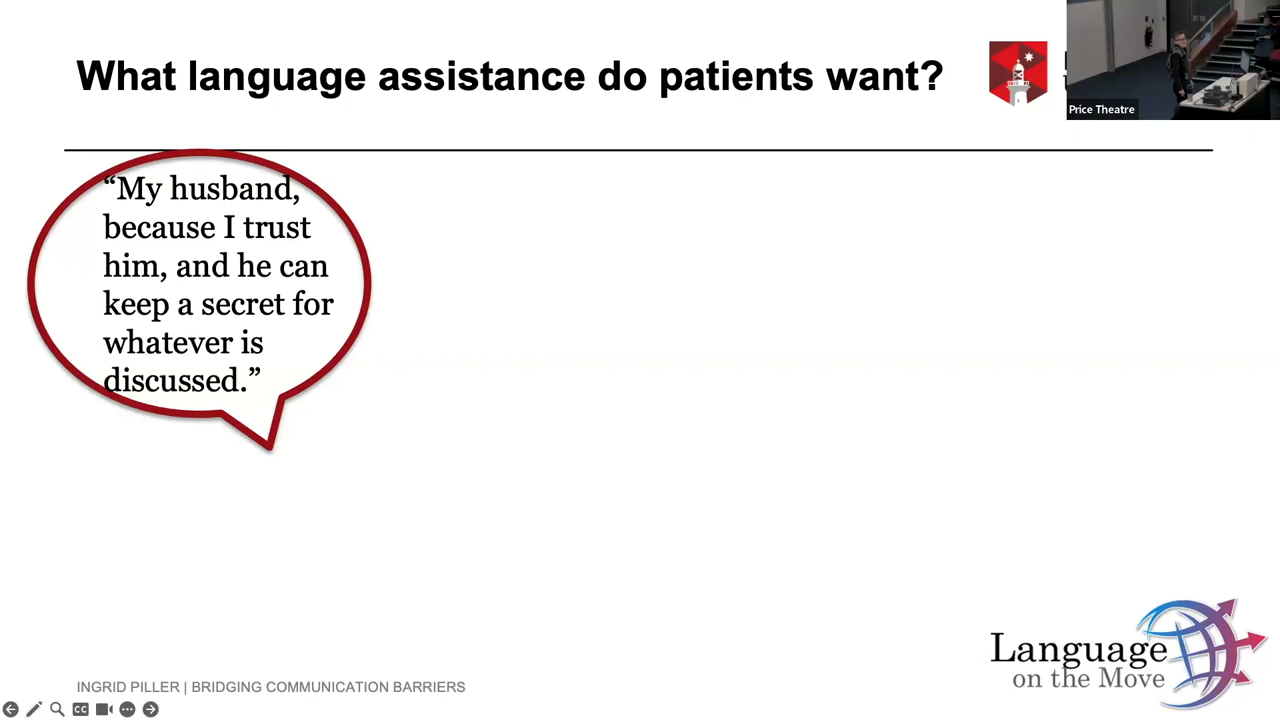 What language assistance do patients want?
Price Theatre
“My husband,
because I trust
him, and he can
keep a secret for
whatever is
discussed.”
Language
on the Move
INGRID PILLER | BRIDGING COMMUNICATION BARRIERS
CC